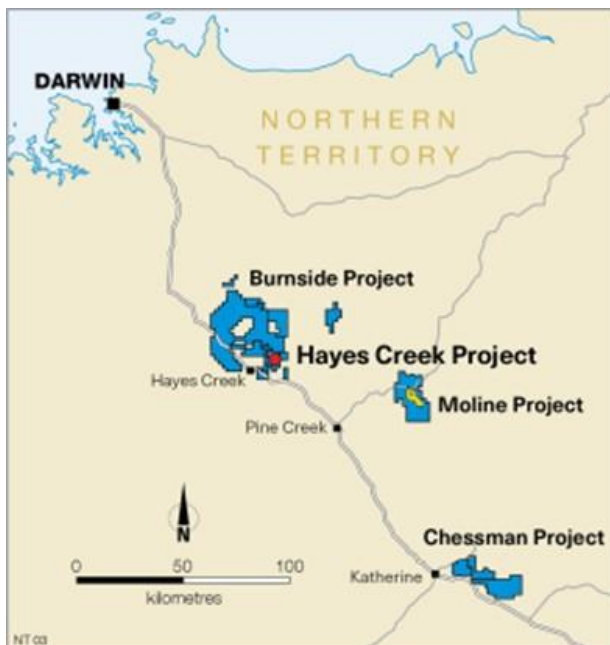 DARWIN
NORTHERN
TERRITORY
Burnside Project
Hayes Creek Project
Hayes Creek
Moline Project
Pine Creek
N
Chessman Project
0 50 100
kilometres
Katherine
NT 03